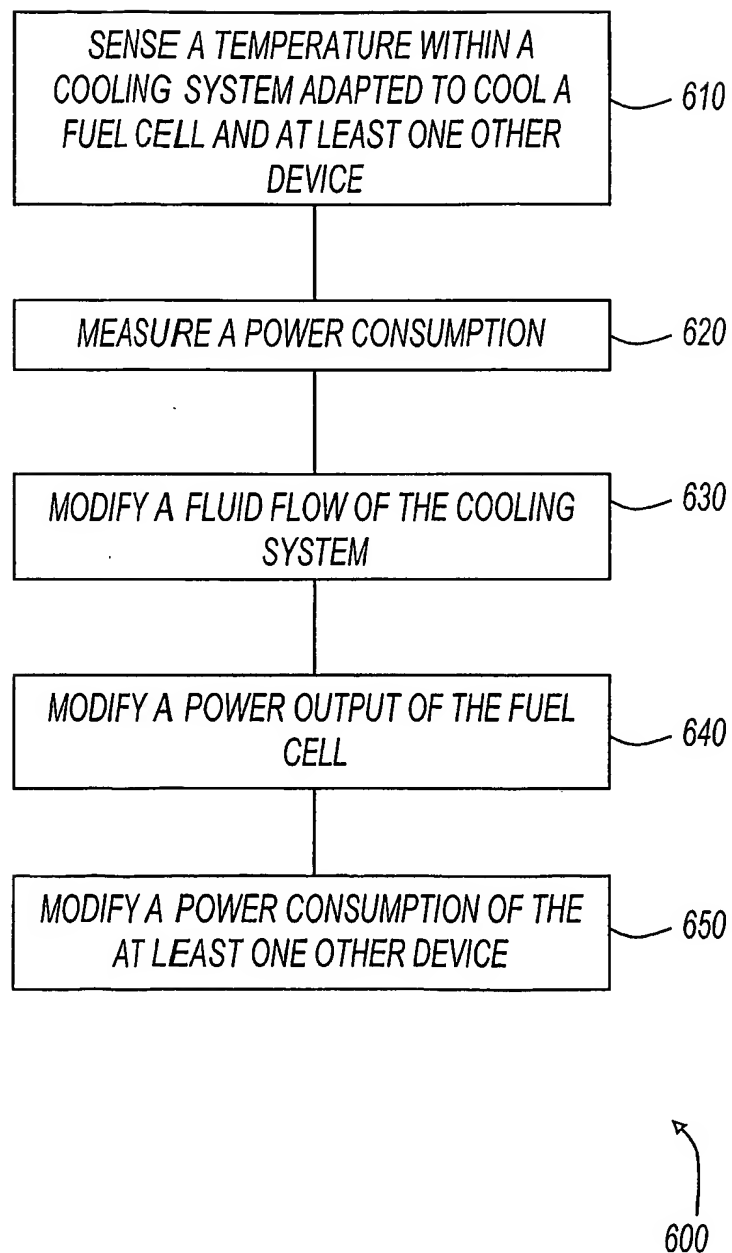 SENSE A TEMPERATURE WITHIN A
COOLING SYSTEM ADAPTED TO COOL A
FUEL CELL AND AT LEAST ONE OTHER
DEVICE
610
MEASURE A POWER CONSUMPTION
620
MODIFY A FLUID FLOW OF THE COOLING
SYSTEM
630
MODIFY A POWER OUTPUT OF THE FUEL
CELL
640
MODIFY A POWER CONSUMPTION OF THE
AT LEAST ONE OTHER DEVICE
650
600